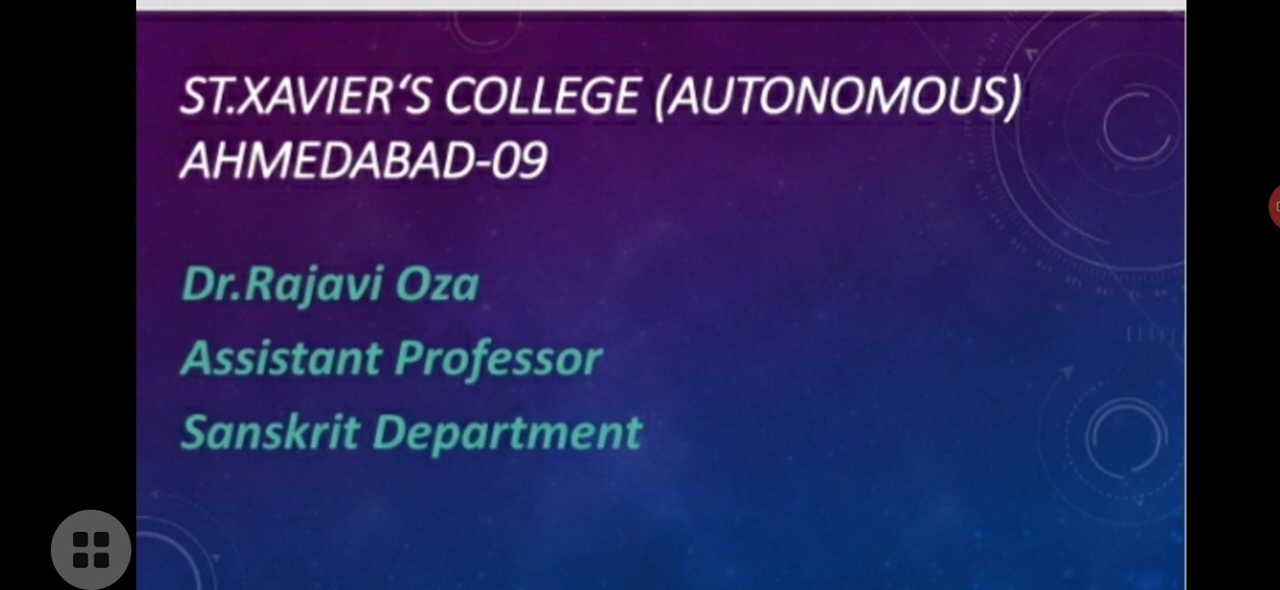 ST.XAVIER‘S COLLEGE (AUTONOMOUS)
AHMEDABAD-09
Dr.Rajavi Oza
Assistant Professor
Sanskrit Department